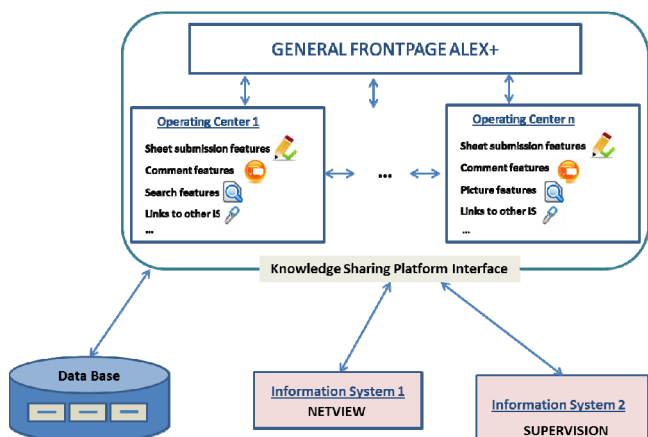 GENERAL FRONTPAGE ALEX+
Operating Center 1
Sheet submission features
Comment features
Search features
Links to other IS
...
...
Operating Center n
Sheet submission features
Comment features
Picture features
Links to other IS
...
Knowledge Sharing Platform Interface
Data Base
Information System 1
NETVIEW
Information System 2
SUPERVISION